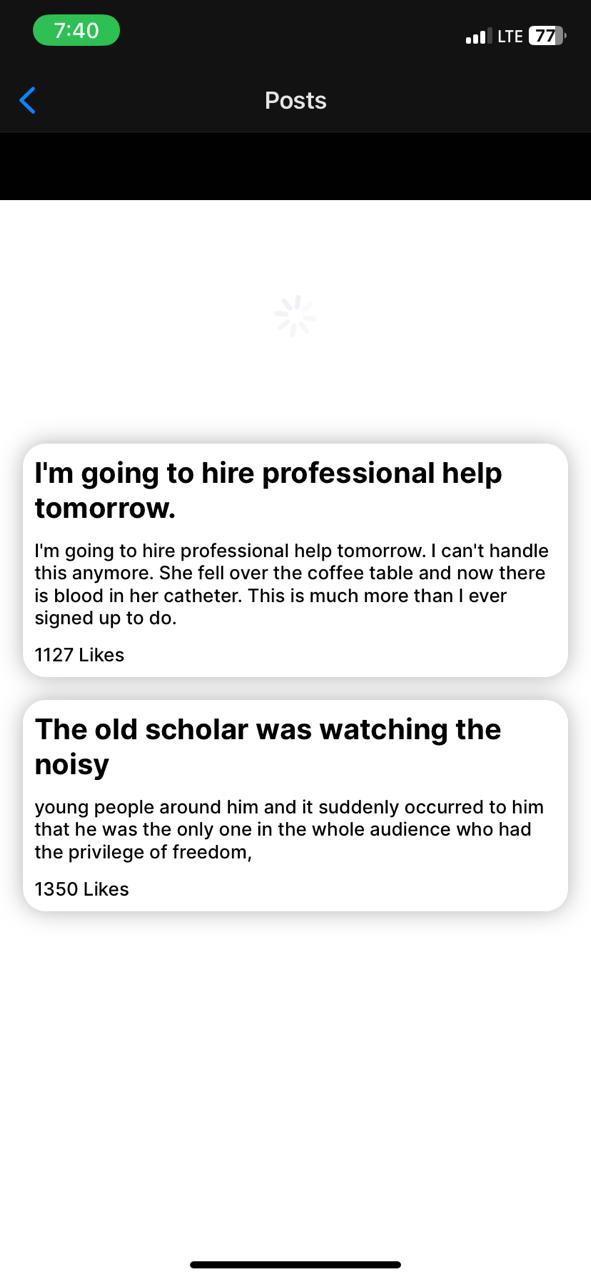 7:40
LTE 77
Posts
I'm going to hire professional help
tomorrow.
I'm going to hire professional help tomorrow. I can't handle
this anymore. She fell over the coffee table and now there
is blood in her catheter. This is much more than I ever
signed up to do.
1127 Likes
The old scholar was watching the
noisy
young people around him and it suddenly occurred to him
that he was the only one in the whole audience who had
the privilege of freedom,
1350 Likes